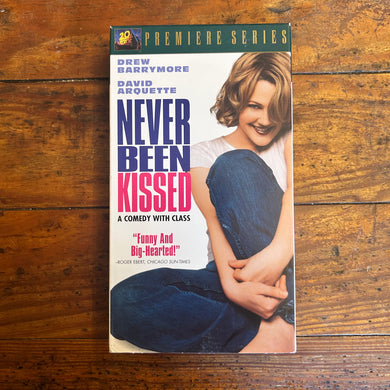 PREMIERE SERIES
DREW
BARRYMORE
DAVID
ARQUETTE
NEVER
BEEN
KISSED
A COMEDY WITH CLASS
"Funny And
Big-Hearted!"
–ROGER EBERT, CHICAGO SUN-TIMES